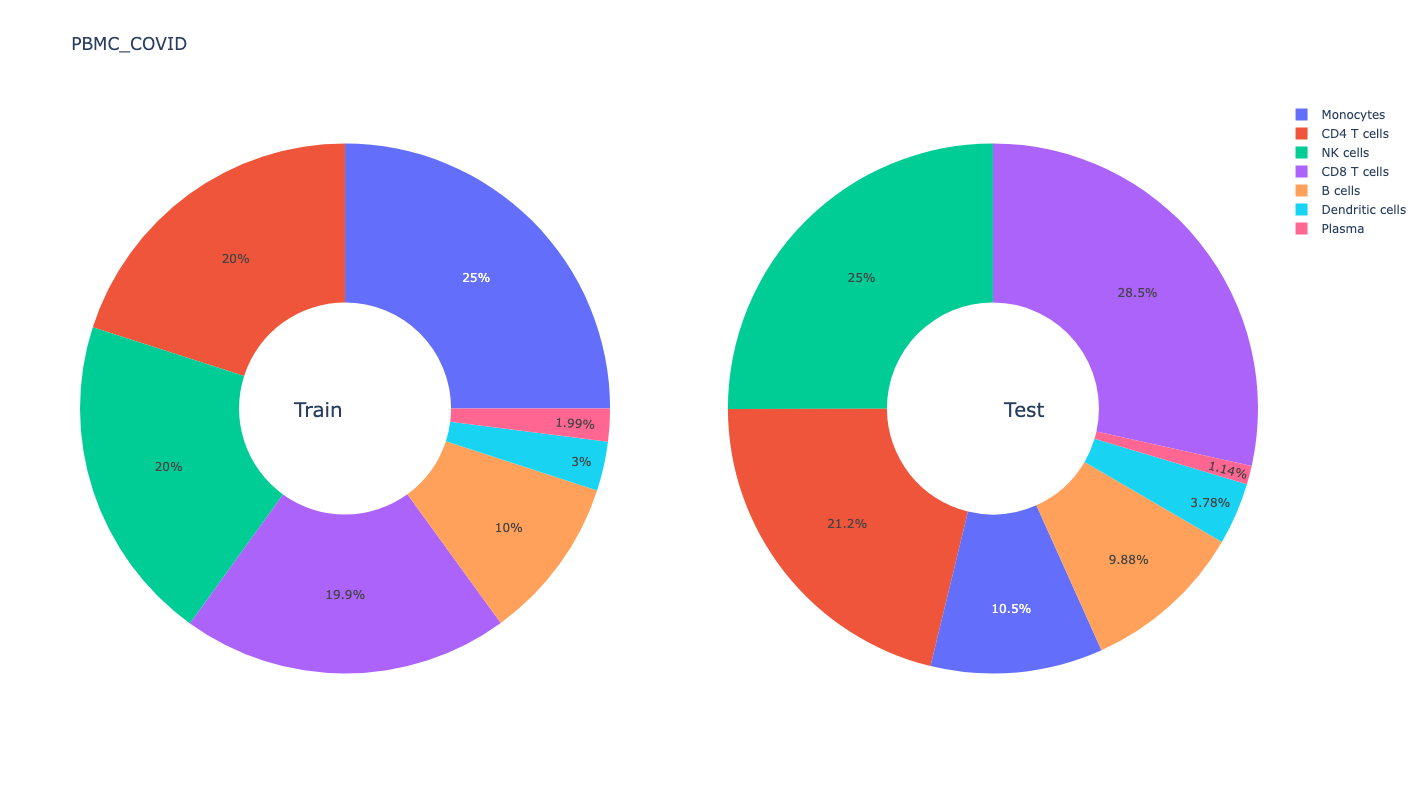 PBMC_COVID
Monocytes
CD4 T cells
NK cells
CD8 T cells
B cells
Dendritic cells
Plasma
20%
25%
20%
19.9%
10%
3%
1.99%
Train
25%
28.5%
21.2%
10.5%
9.88%
3.78%
1.14%
Test